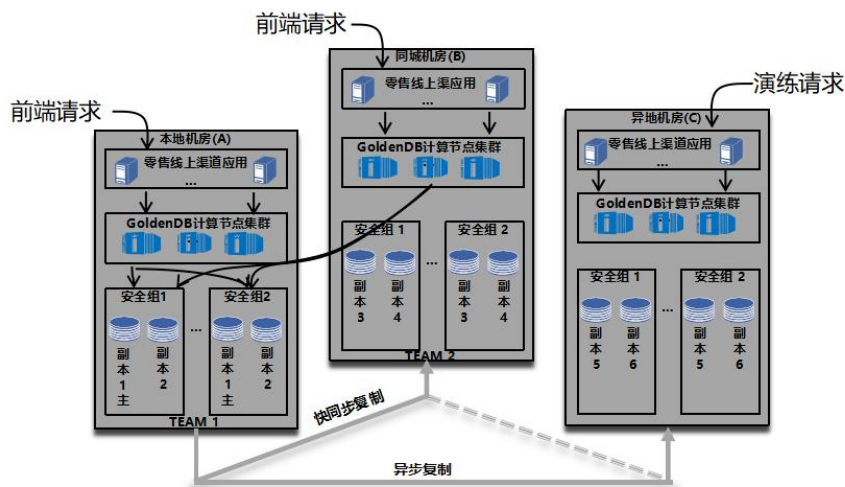 前端请求
同城机房(B)
零售线上渠应用
...
GoldenDB计算节点集群
安全组 1
安全组 2
...
副本3
副本4
副本3
副本4
TEAM 2
前端请求
本地机房(A)
零售线上渠道应用
...
GoldenDB计算节点集群
安全组1
安全组2
...
副本1主
副本2
副本1主
副本2
TEAM 1
演练请求
异地机房(C)
零售线上渠道应用
...
GoldenDB计算节点集群
安全组 1
安全组 2
...
副本5
副本6
副本5
副本6
快同步复制
异步复制